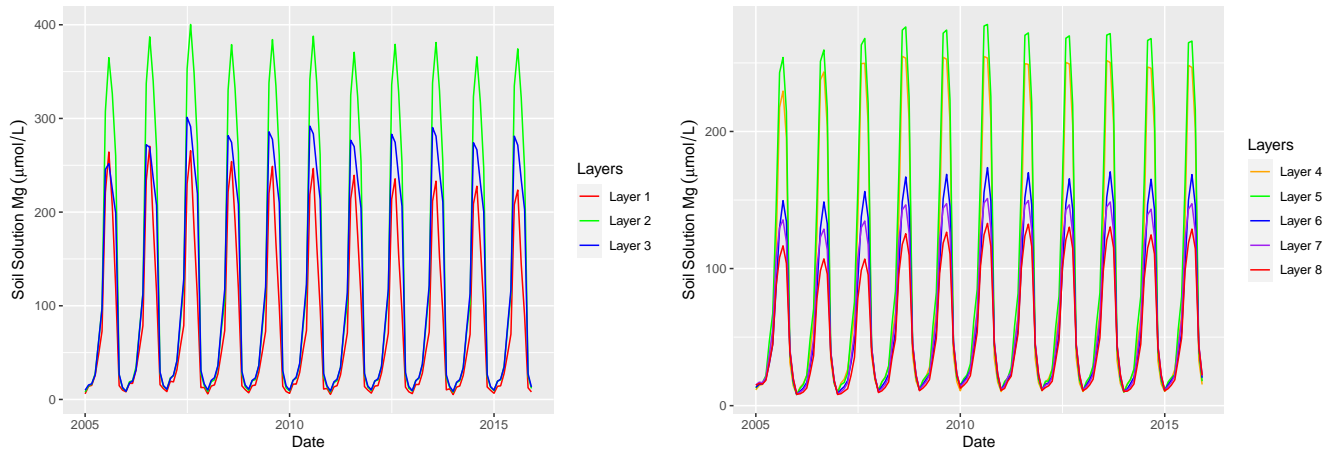 Soil Solution Mg (μmol/L)
400
300
200
100
0
2005
2010
2015
Date
Layers
Layer 1
Layer 2
Layer 3
Soil Solution Mg (μmol/L)
200
100
0
2005
2010
2015
Date
Layers
Layer 4
Layer 5
Layer 6
Layer 7
Layer 8